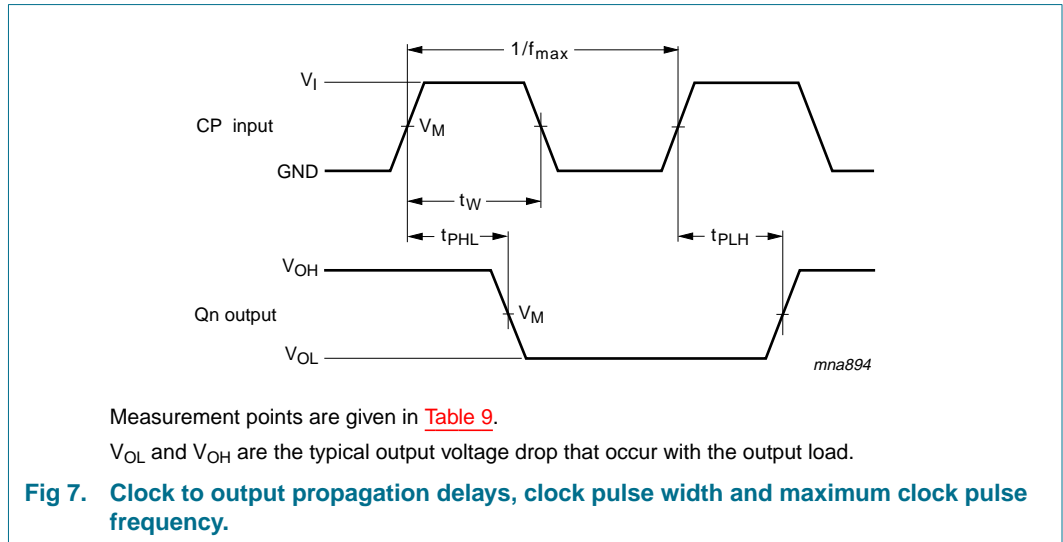 1/fmax
VI
CP input
VM
GND
tW
tPHL
tPLH
VOH
Qn output
VM
VOL
mna894
Measurement points are given in Table 9.
VOL and VOH are the typical output voltage drop that occur with the output load.
Fig 7. Clock to output propagation delays, clock pulse width and maximum clock pulse
frequency.